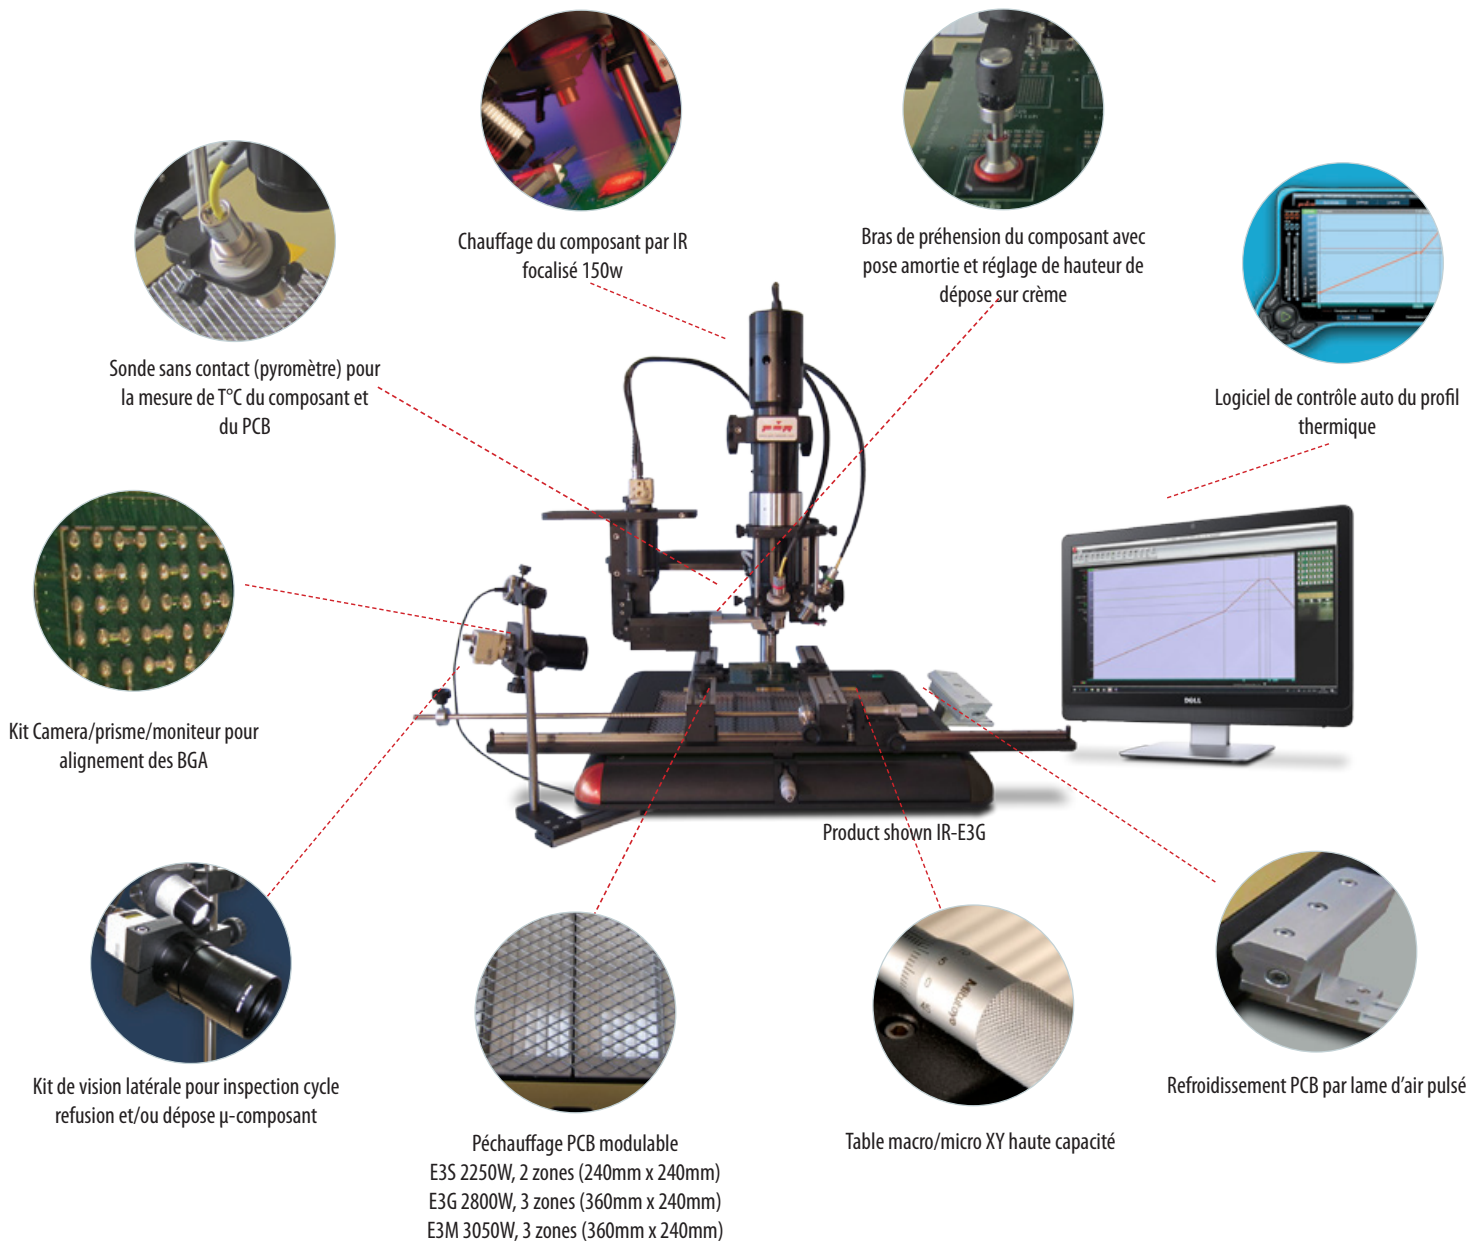 Chauffage du composant par IR
focalisé 150w
Bras de préhension du composant avec
pose amortie et réglage de hauteur de
dépose sur crème
Sonde sans contact (pyromètre) pour
la mesure de T°C du composant et
du PCB
Logiciel de contrôle auto du profil
thermique
Kit Camera/prisme/moniteur pour
alignement des BGA
DELL
Product shown IR-E3G
Mitutoyo
Kit de vision latérale pour inspection cycle
refusion et/ou dépose µ-composant
Péchauffage PCB modulable
E3S 2250W, 2 zones (240mm x 240mm)
E3G 2800W, 3 zones (360mm x 240mm)
E3M 3050W, 3 zones (360mm x 240mm)
Table macro/micro XY haute capacité
Refroidissement PCB par lame d'air pulsé